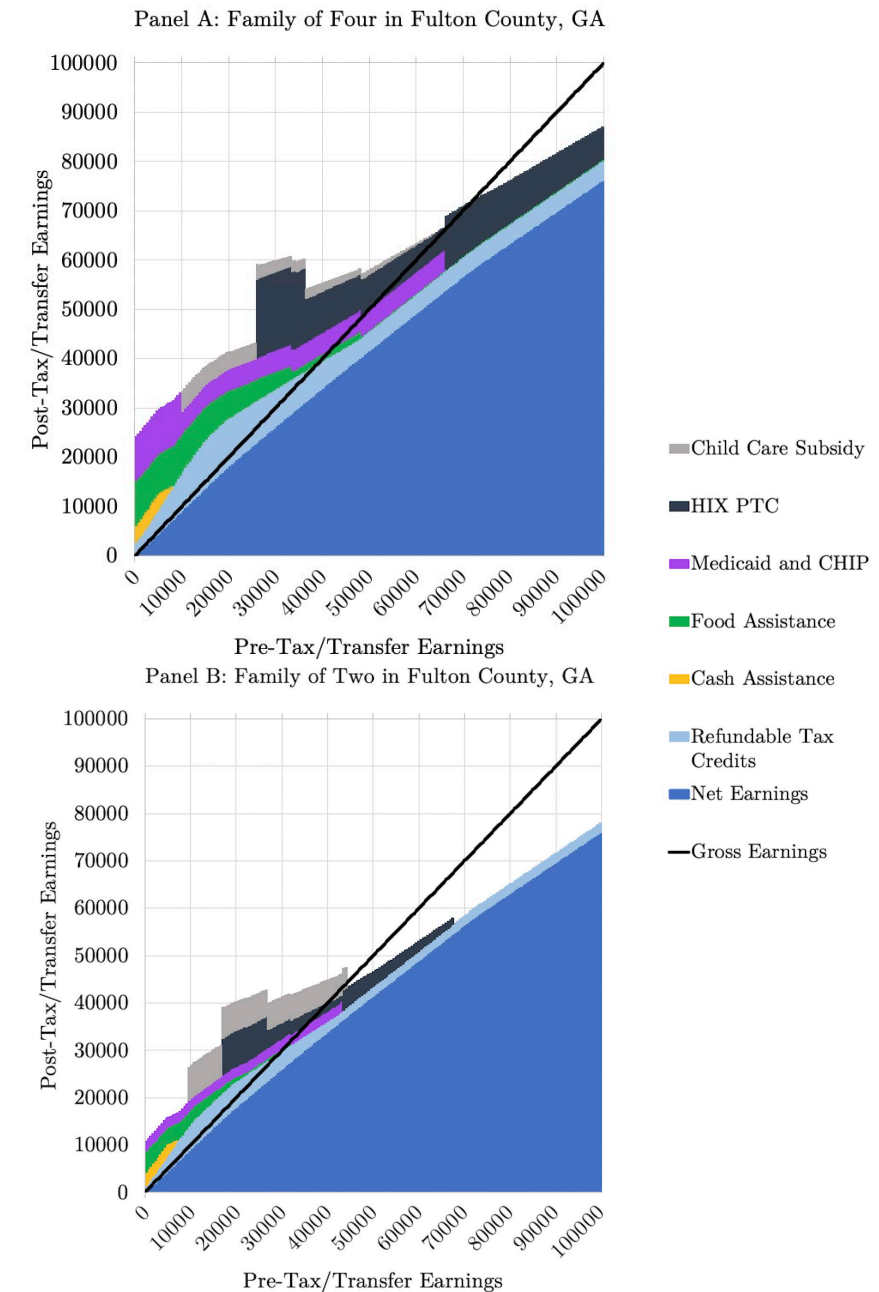 Panel A: Family of Four in Fulton County, GA
100000
90000
80000
70000
60000
50000
40000
30000
20000
10000
0
Post-Tax/Transfer Earnings
0
10000
20000
30000
40000
50000
60000
70000
80000
90000
100000
Pre-Tax/Transfer Earnings
Panel B: Family of Two in Fulton County, GA
100000
90000
80000
70000
60000
50000
40000
30000
20000
10000
0
Post-Tax/Transfer Earnings
0
10000
20000
30000
40000
50000
60000
70000
80000
90000
100000
Pre-Tax/Transfer Earnings
Child Care Subsidy
HIX PTC
Medicaid and CHIP
Food Assistance
Cash Assistance
Refundable Tax
Credits
Net Earnings
Gross Earnings